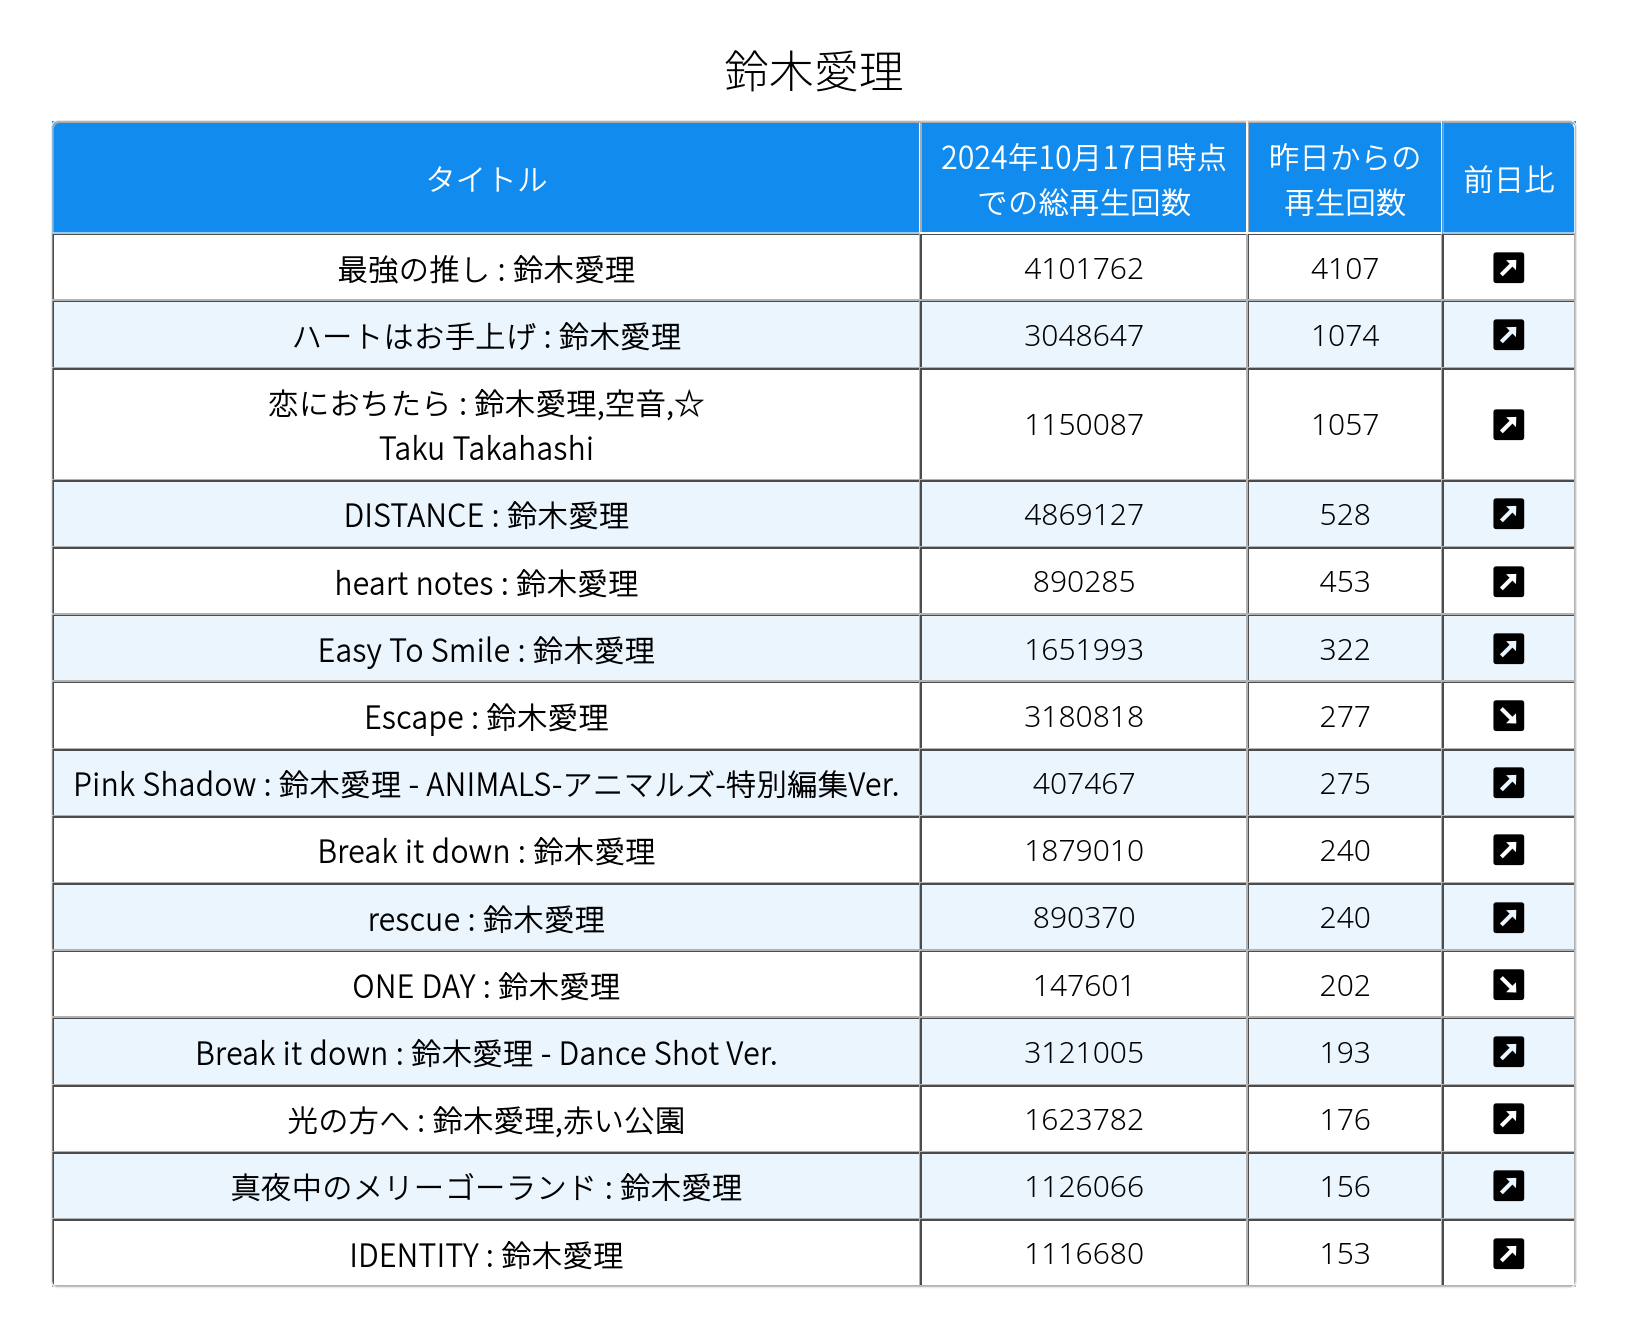 鈴木愛理
タイトル
2024年10月17日時点
での総再生回数
昨日からの
再生回数
前日比
最強の推し : 鈴木愛理 4101762 4107
ハートはお手上げ : 鈴木愛理 3048647 1074
恋におちたら : 鈴木愛理,空音,☆
Taku Takahashi 1150087 1057
DISTANCE : 鈴木愛理 4869127 528
heart notes : 鈴木愛理 890285 453
Easy To Smile : 鈴木愛理 1651993 322
Escape : 鈴木愛理 3180818 277
Pink Shadow : 鈴木愛理 - ANIMALS-アニマルズ-特別編集Ver. 407467 275
Break it down : 鈴木愛理 1879010 240
rescue : 鈴木愛理 890370 240
ONE DAY : 鈴木愛理 147601 202
Break it down : 鈴木愛理 - Dance Shot Ver. 3121005 193
光の方へ : 鈴木愛理,赤い公園 1623782 176
真夜中のメリーゴーランド : 鈴木愛理 1126066 156
IDENTITY : 鈴木愛理 1116680 153